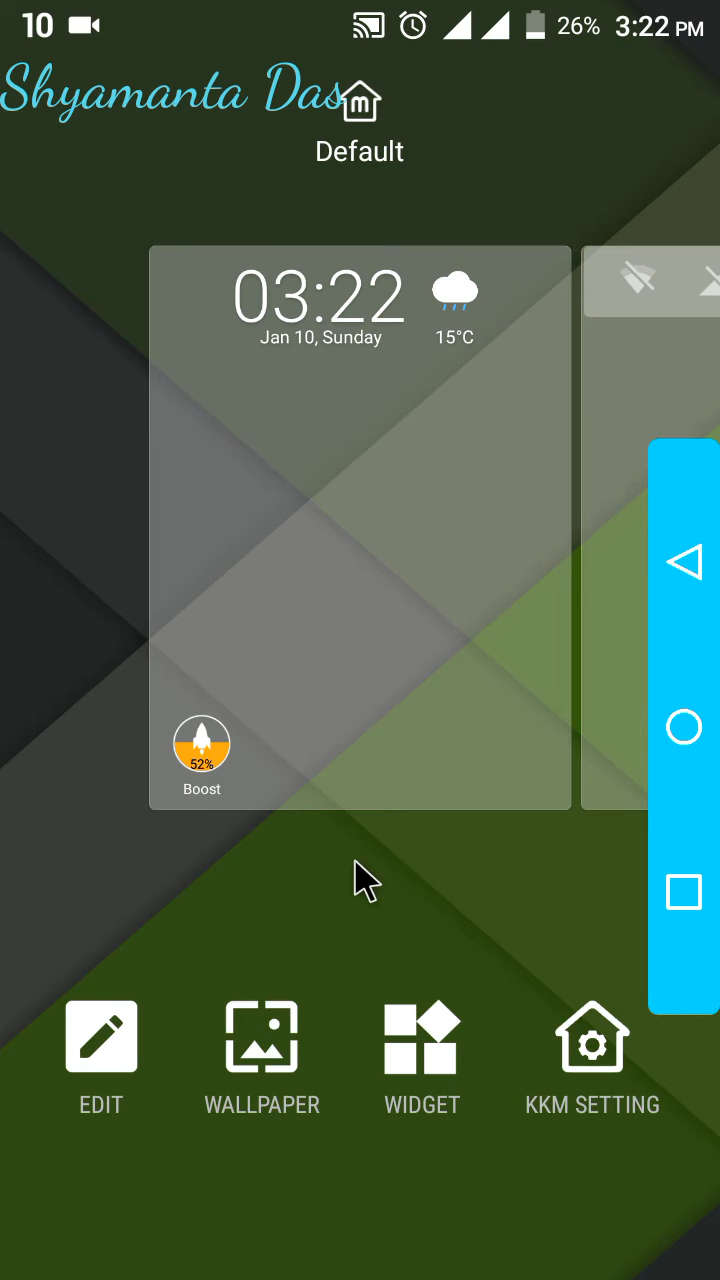 10 26% 3:22 PM
Shyamanta Das
m
Default
03:22
Jan 10, Sunday 15°C
52%
Boost
EDIT WALLPAPER WIDGET KKM SETTING